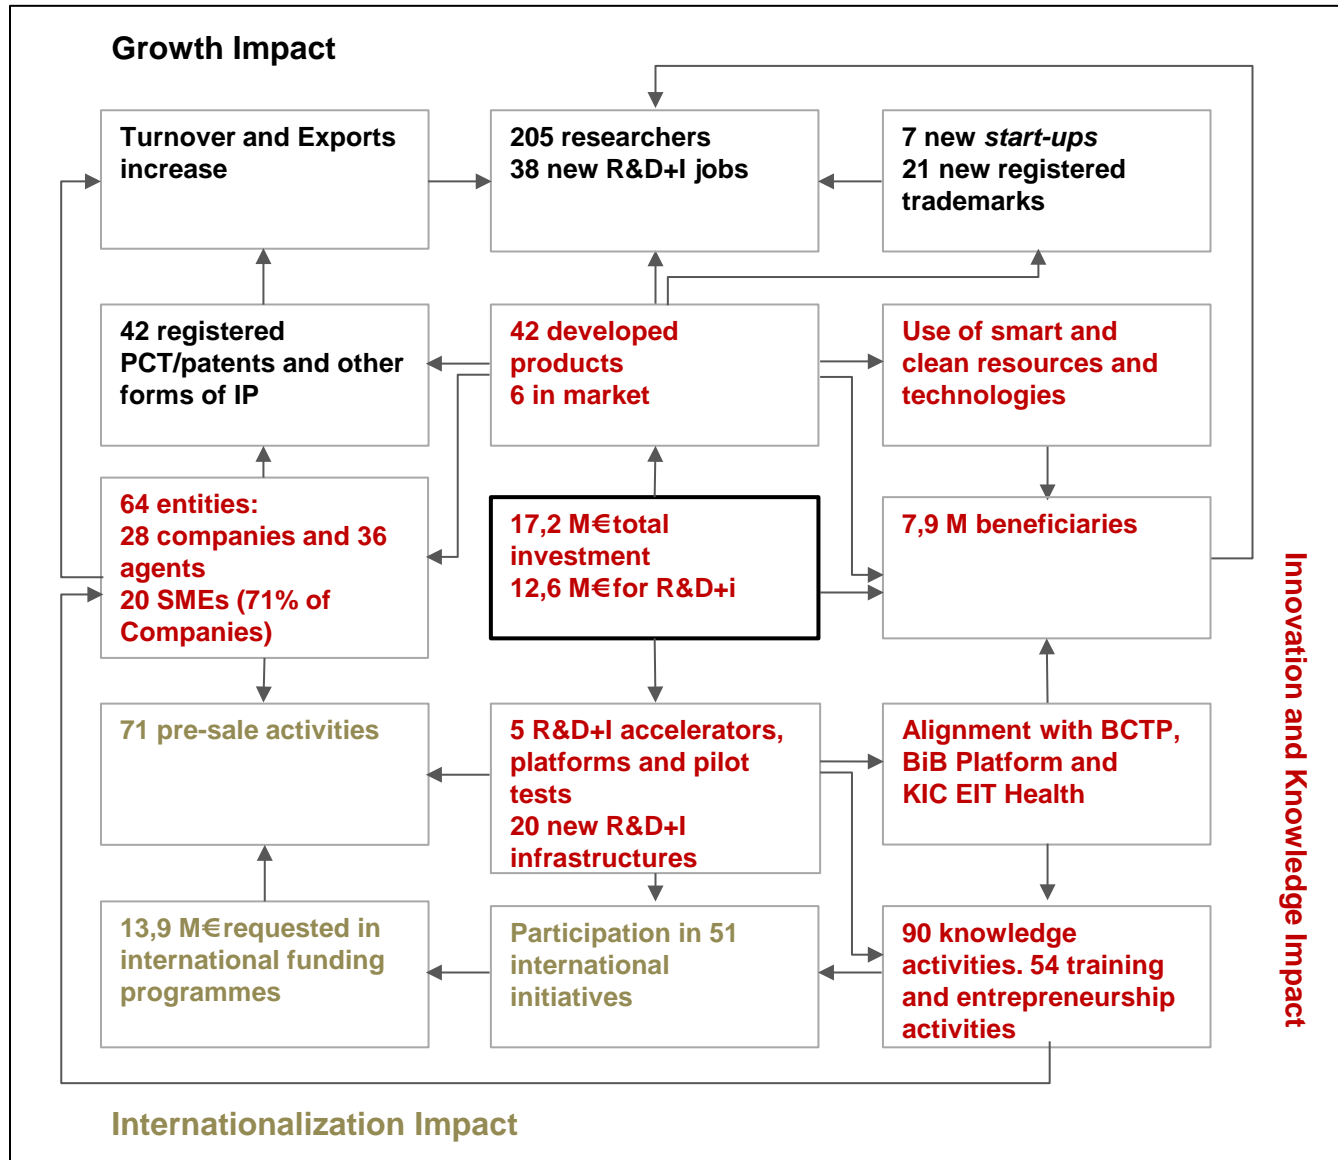 Growth Impact
Turnover and Exports
increase
205 researchers
38 new R&D+I jobs
7 new start-ups
21 new registered
trademarks
42 registered
PCT/patents and other
forms of IP
42 developed
products
6 in market
Use of smart and
clean resources and
technologies
64 entities:
28 companies and 36
agents
20 SMEs (71% of
Companies)
17,2 M€ total
investment
12,6 M€ for R&D+i
7,9 M beneficiaries
Innovation and Knowledge Impact
71 pre-sale activities
5 R&D+I accelerators,
platforms and pilot
tests
20 new R&D+I
infrastructures
Alignment with BCTP,
BiB Platform and
KIC EIT Health
13,9 M€ requested in
international funding
programmes
Participation in 51
international
initiatives
90 knowledge
activities. 54 training
and entrepreneurship
activities
Internationalization Impact